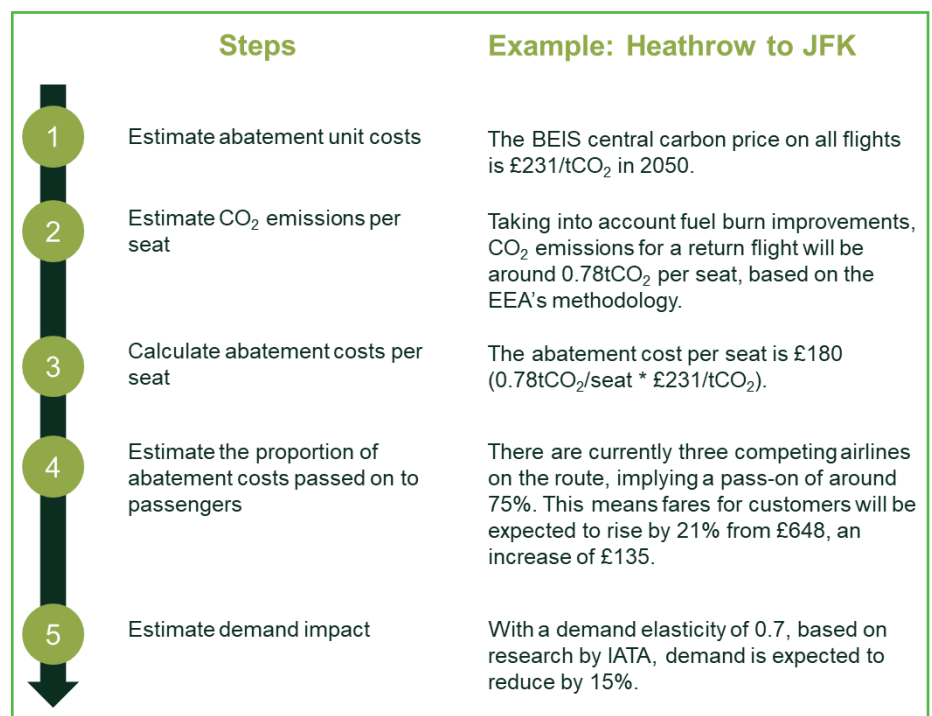 Steps
Example: Heathrow to JFK
1
Estimate abatement unit costs
The BEIS central carbon price on all flights
is £231/tCO₂ in 2050.
2
Estimate CO₂ emissions per
seat
Taking into account fuel burn improvements,
CO₂ emissions for a return flight will be
around 0.78tCO₂ per seat, based on the
EEA's methodology.
3
Calculate abatement costs per
seat
The abatement cost per seat is £180
(0.78tCO₂/seat * £231/tCO₂).
4
Estimate the proportion of
abatement costs passed on to
passengers
There are currently three competing airlines
on the route, implying a pass-on of around
75%. This means fares for customers will be
expected to rise by 21% from £648, an
increase of £135.
5
Estimate demand impact
With a demand elasticity of 0.7, based on
research by IATA, demand is expected to
reduce by 15%.